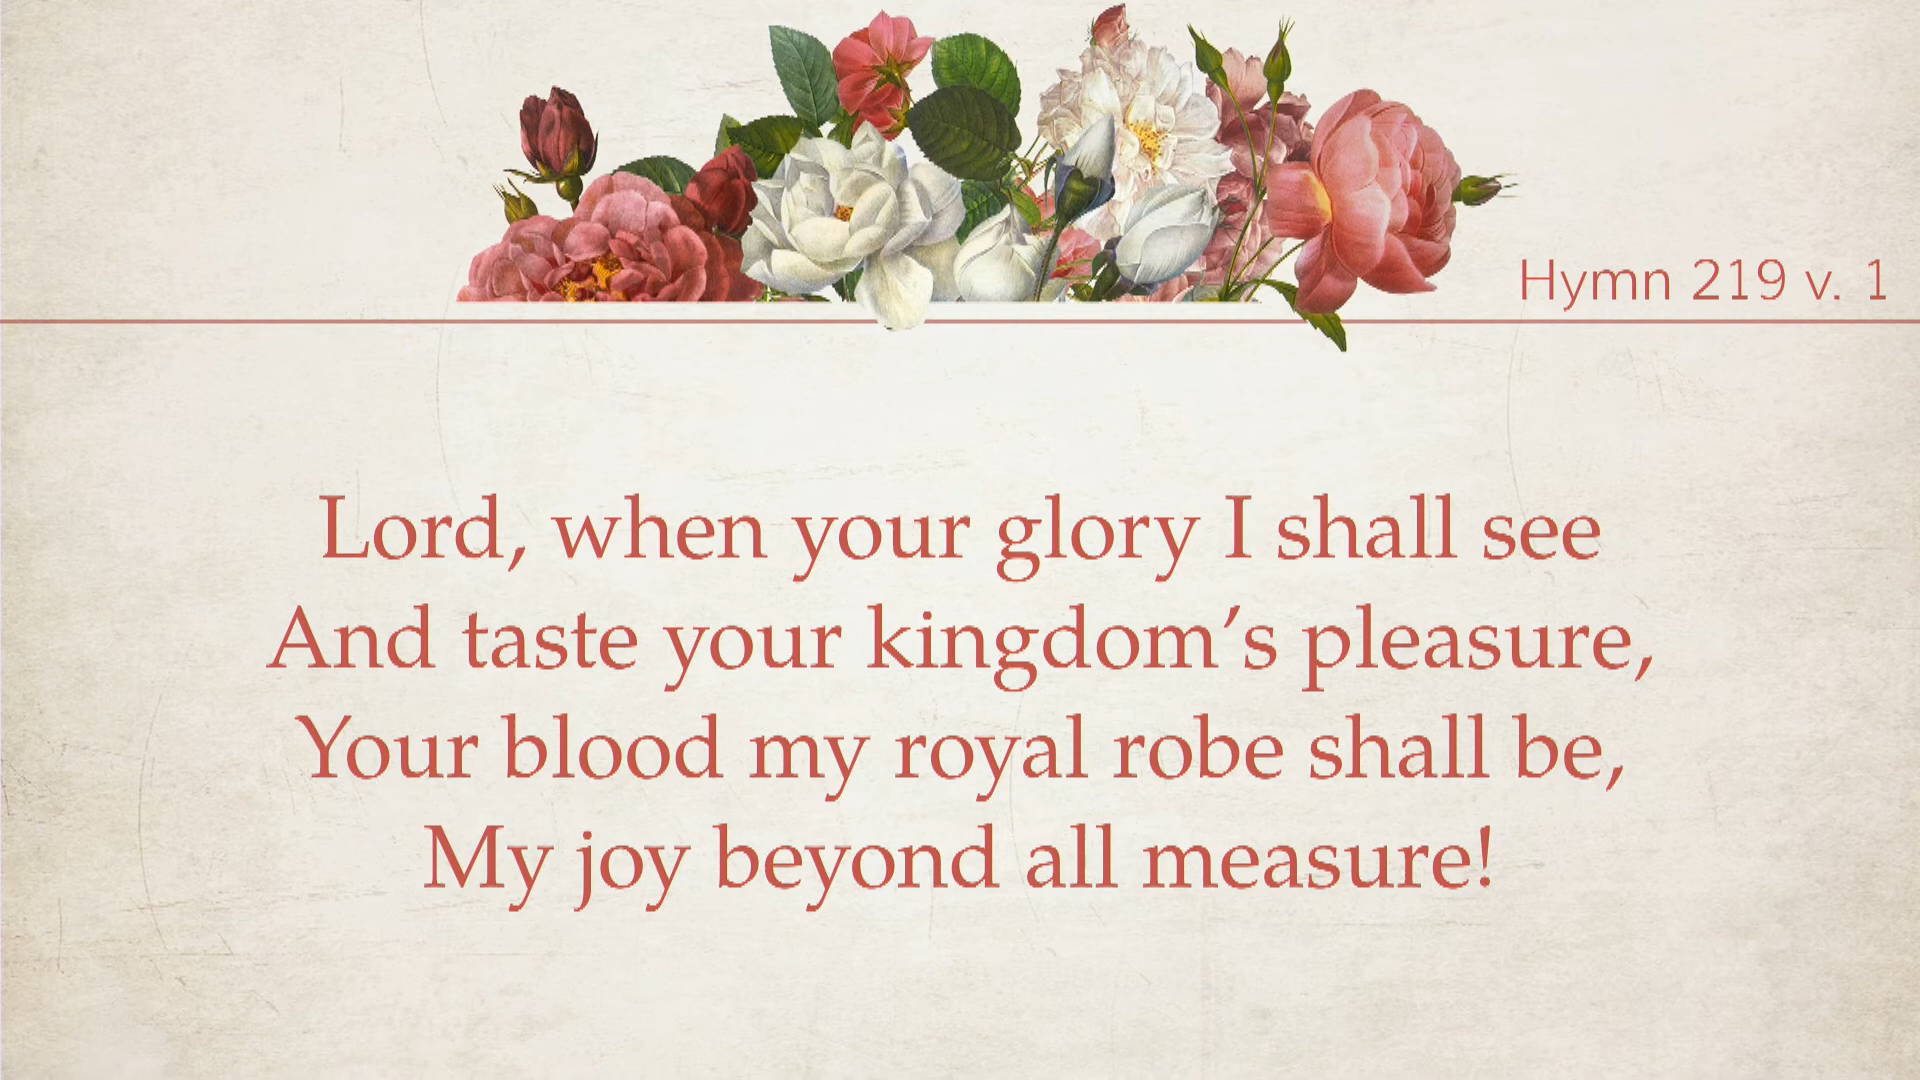 Hymn 219 v. 1
Lord, when your glory I shall see
And taste your kingdom’s pleasure,
Your blood my royal robe shall be,
My joy beyond all measure!